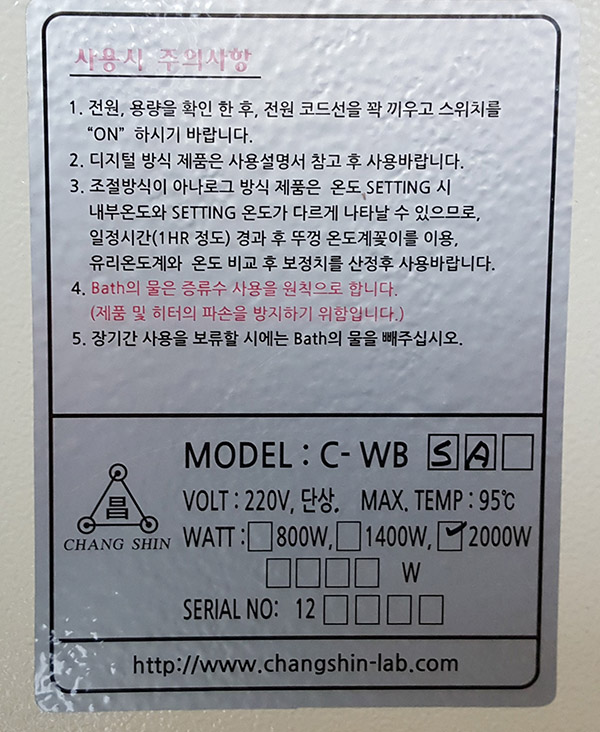 사용시 주의사항
1. 전원, 용량을 확인 한 후, 전원 코드선을 꽉 끼우고 스위치를
“ON” 하시기 바랍니다.
2. 디지털 방식 제품은 사용설명서 참고 후 사용바랍니다.
3. 조절방식이 아나로그 방식 제품은 온도 SETTING 시
내부온도와 SETTING 온도가 다르게 나타날 수 있으므로,
일정시간(1HR 정도) 경과 후 뚜껑 온도계꽂이를 이용,
유리온도계와 온도 비교 후 보정치를 산정후 사용바랍니다.
4. Bath의 물은 증류수 사용을 원칙으로 합니다.
(제품 및 히터의 파손을 방지하기 위함입니다.)
5. 장기간 사용을 보류할 시에는 Bath의 물을 빼주십시오.
昌
CHANG SHIN
MODEL : C- WB S A □
VOLT : 220V, 단상. MAX. TEMP : 95℃
WATT : □ 800W, □ 1400W, ☑ 2000W
□ □ □ □ W
SERIAL NO: 12 □ □ □ □
http://www.changshin-lab.com